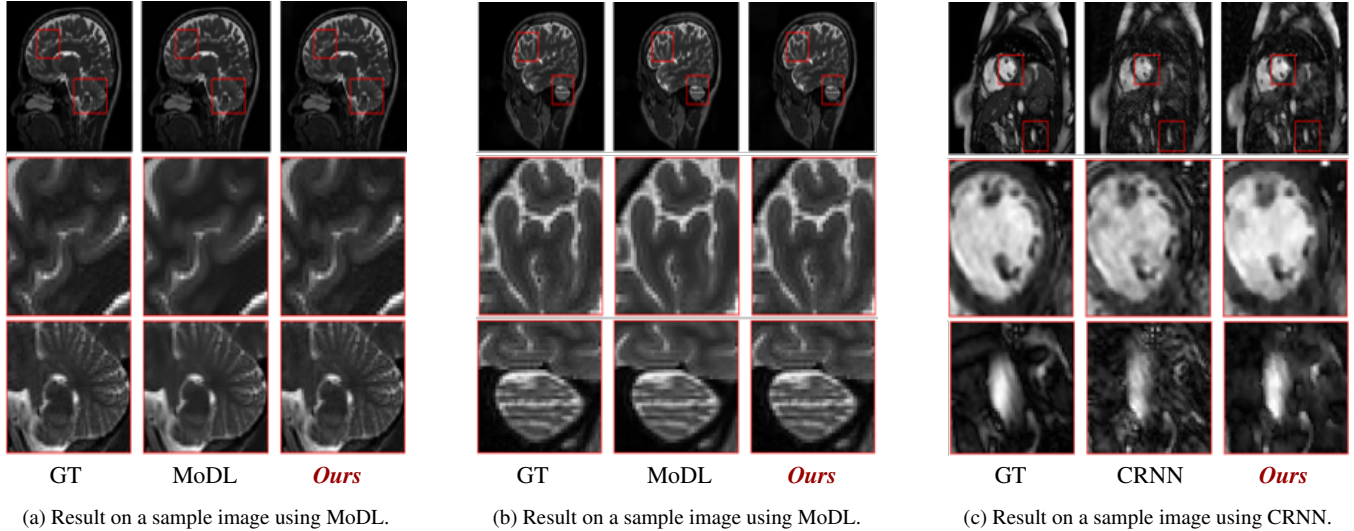 GT MoDL Ours
GT MoDL Ours
GT CRNN Ours
(a) Result on a sample image using MoDL.
(b) Result on a sample image using MoDL.
(c) Result on a sample image using CRNN.